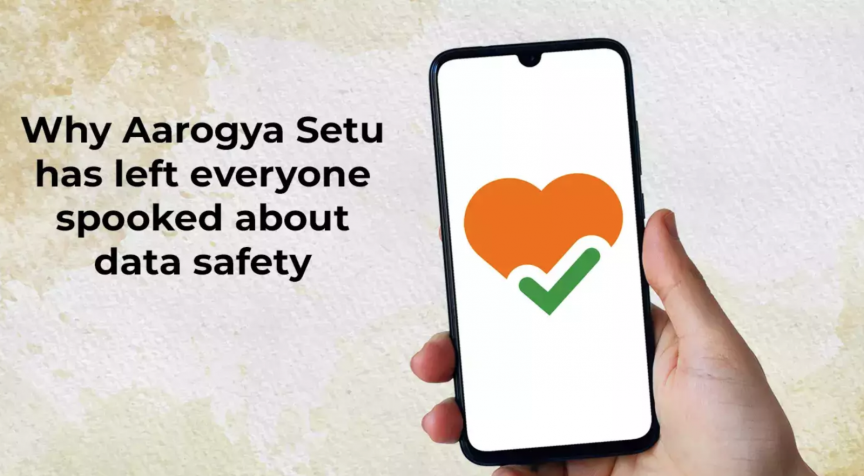 Why Aarogya Setu
has left everyone
spooked about
data safety